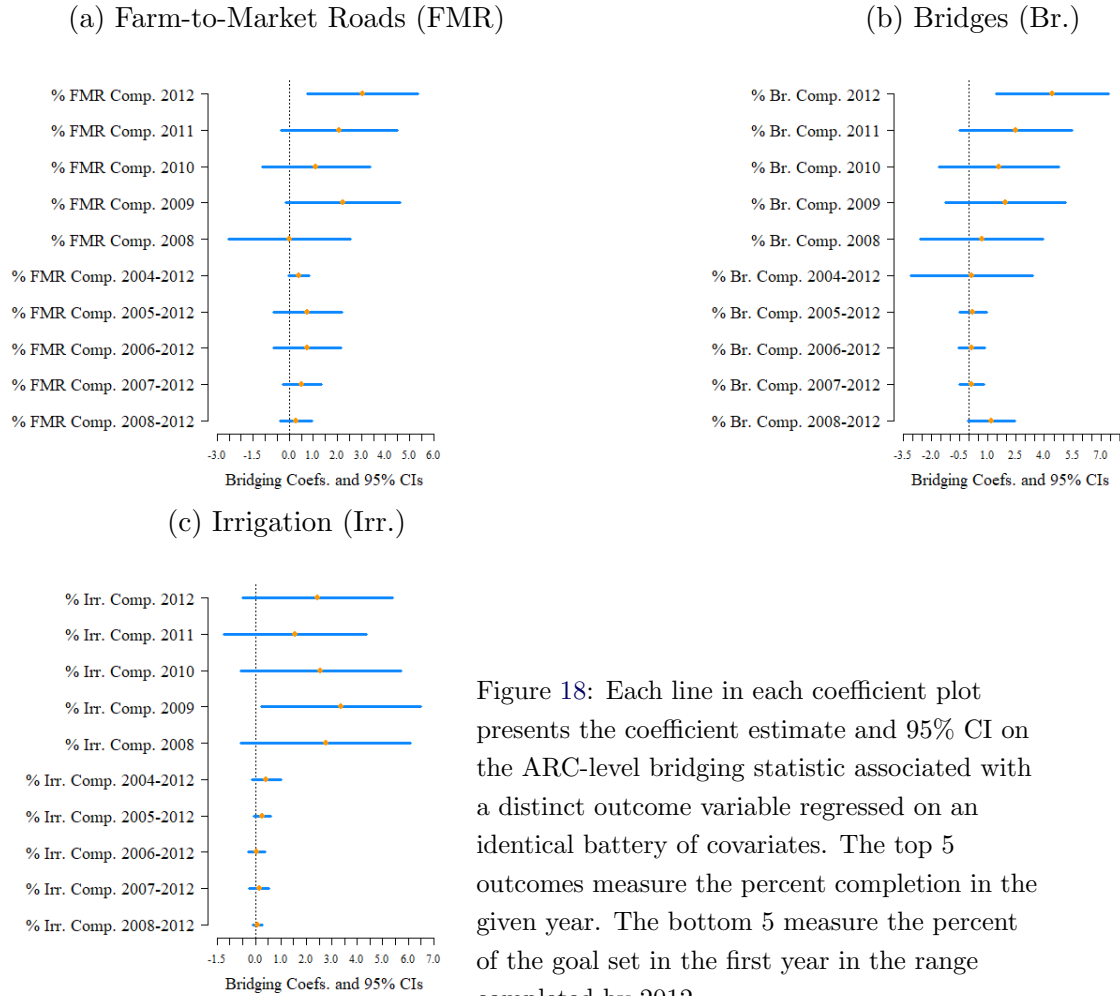 (a) Farm-to-Market Roads (FMR)
% FMR Comp. 2012
% FMR Comp. 2011
% FMR Comp. 2010
% FMR Comp. 2009
% FMR Comp. 2008
% FMR Comp. 2004-2012
% FMR Comp. 2005-2012
% FMR Comp. 2006-2012
% FMR Comp. 2007-2012
% FMR Comp. 2008-2012
-3.0 -1.5 0.0 1.0 2.0 3.0 4.0 5.0 6.0
Bridging Coefs. and 95% CIs
(b) Bridges (Br.)
% Br. Comp. 2012
% Br. Comp. 2011
% Br. Comp. 2010
% Br. Comp. 2009
% Br. Comp. 2008
% Br. Comp. 2004-2012
% Br. Comp. 2005-2012
% Br. Comp. 2006-2012
% Br. Comp. 2007-2012
% Br. Comp. 2008-2012
-3.5 -2.0 -0.5 1.0 2.5 4.0 5.5 7.0
Bridging Coefs. and 95% CIs
(c) Irrigation (Irr.)
% Irr. Comp. 2012
% Irr. Comp. 2011
% Irr. Comp. 2010
% Irr. Comp. 2009
% Irr. Comp. 2008
% Irr. Comp. 2004-2012
% Irr. Comp. 2005-2012
% Irr. Comp. 2006-2012
% Irr. Comp. 2007-2012
% Irr. Comp. 2008-2012
-1.5 0.0 1.0 2.0 3.0 4.0 5.0 6.0 7.0
Bridging Coefs. and 95% CIs
Figure 18: Each line in each coefficient plot
presents the coefficient estimate and 95% CI on
the ARC-level bridging statistic associated with
a distinct outcome variable regressed on an
identical battery of covariates. The top 5
outcomes measure the percent completion in the
given year. The bottom 5 measure the percent
of the goal set in the first year in the range
completed by 2012